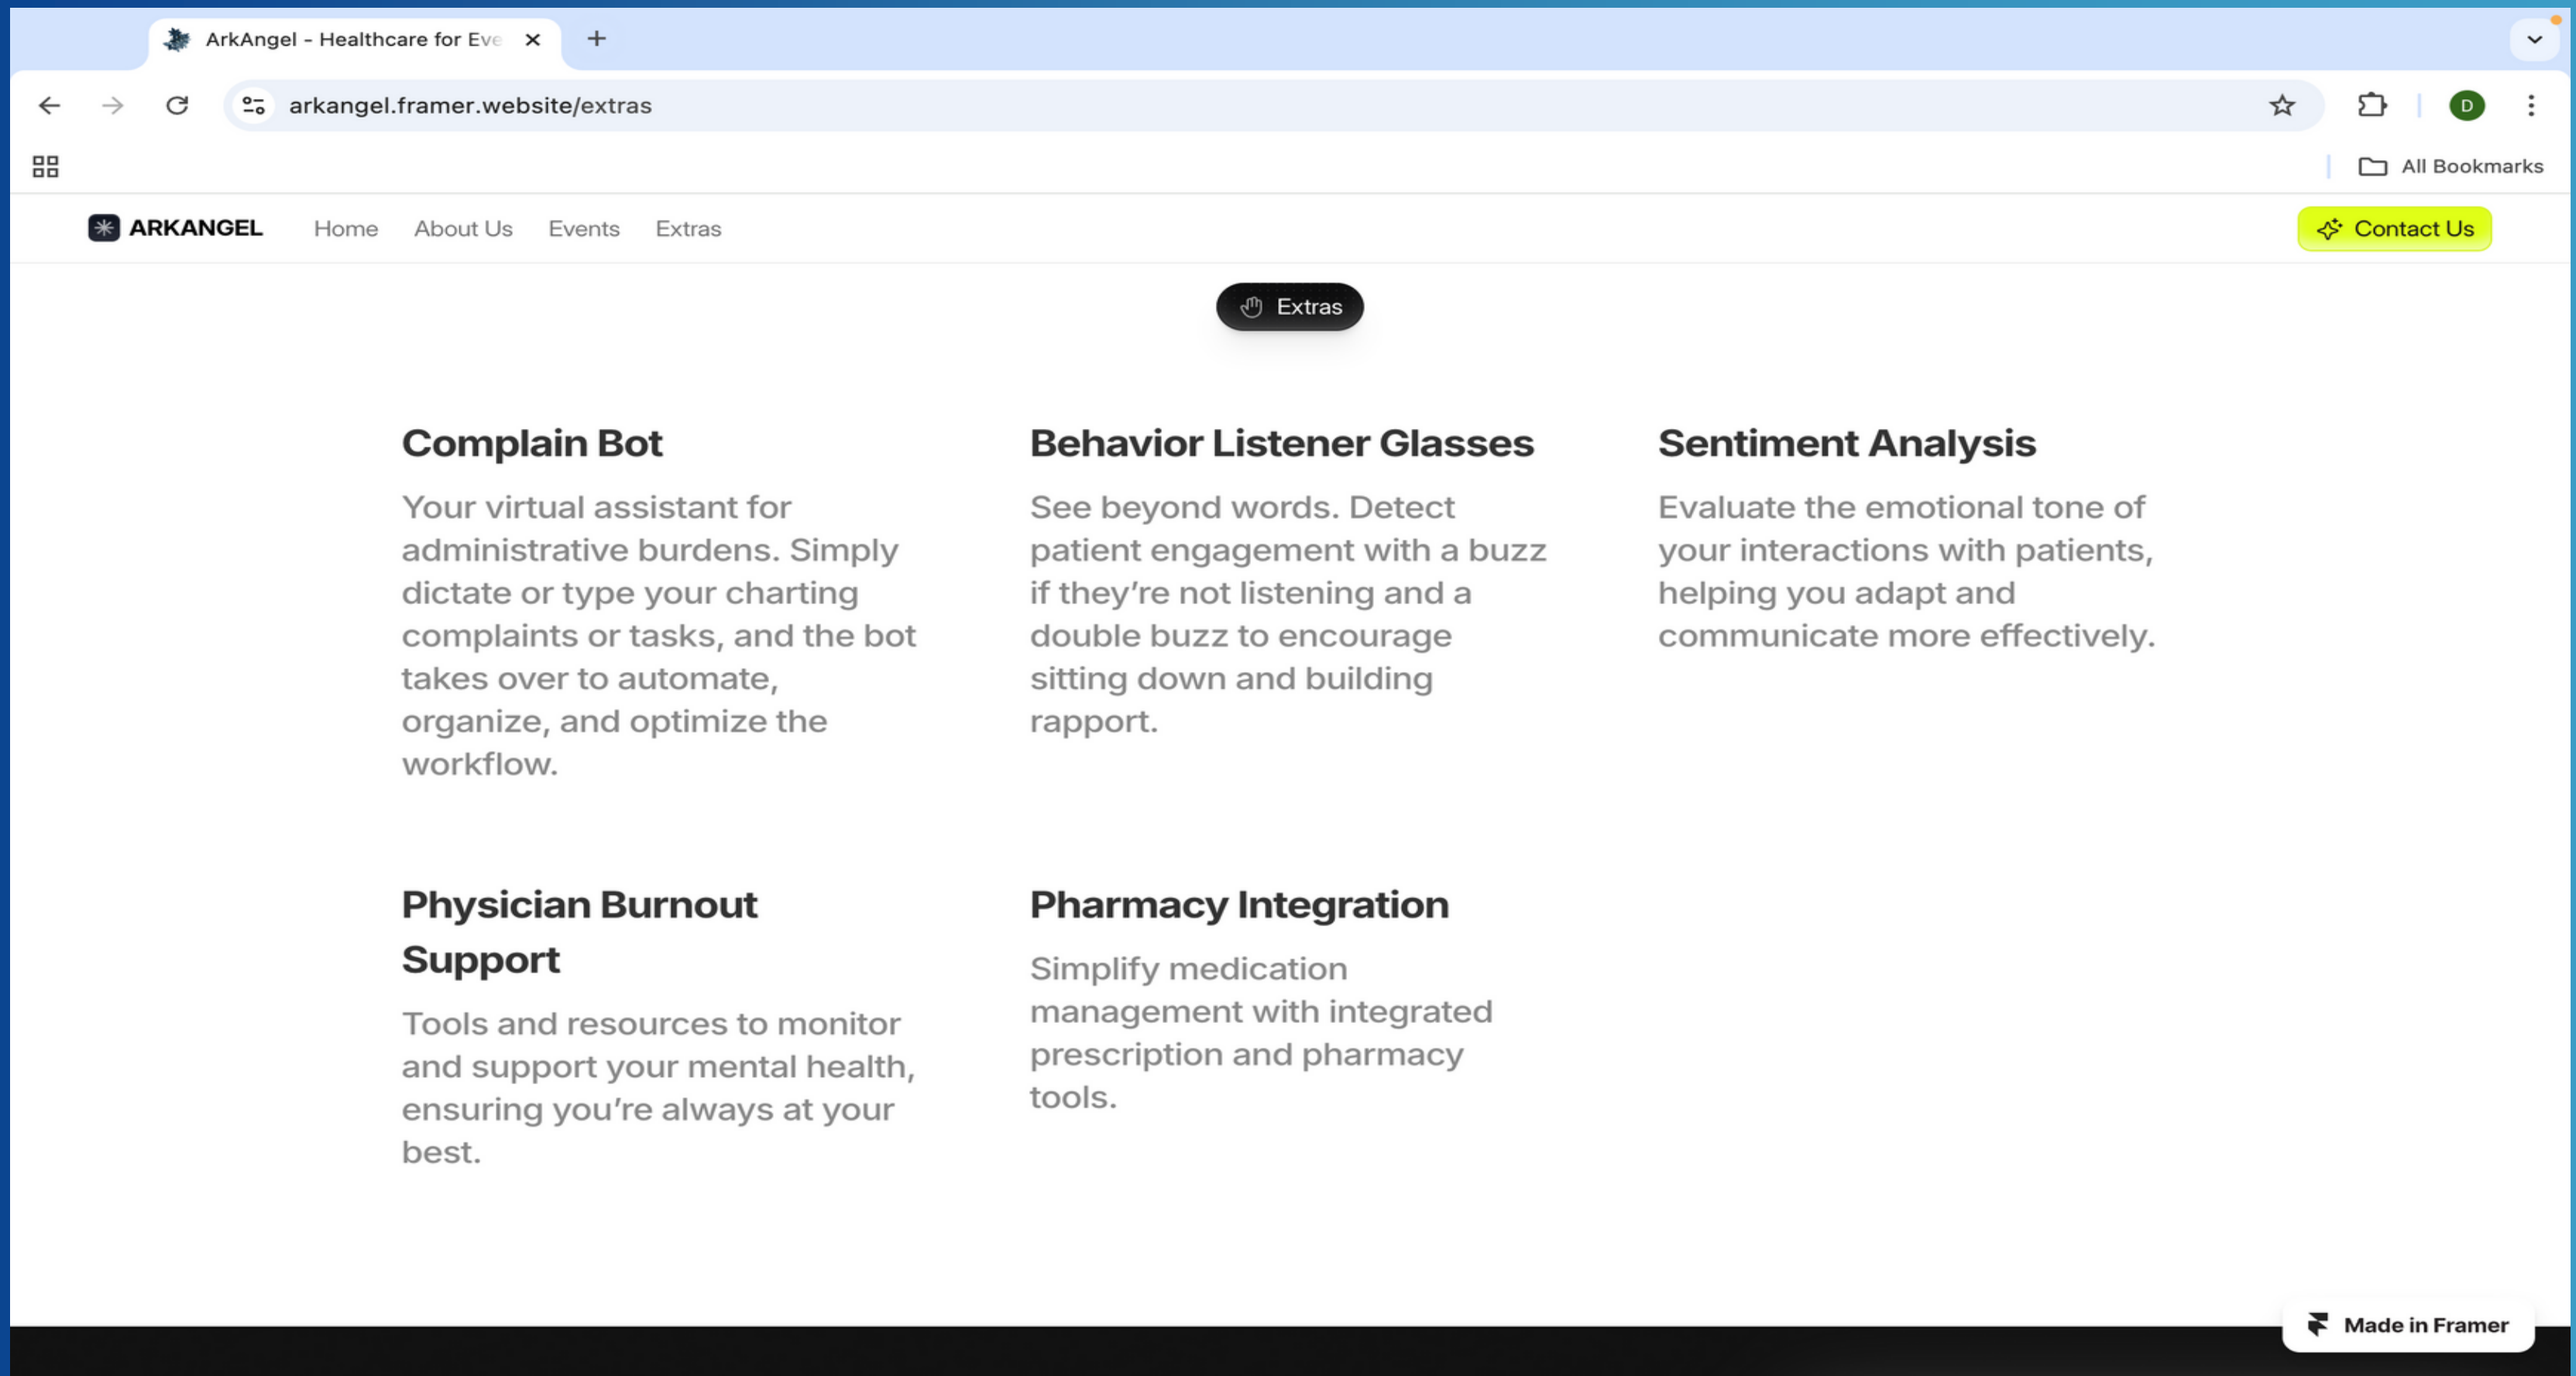 ArkAngel - Healthcare for Eve
arkangel.framer.website/extras
D
All Bookmarks
ARKANGEL
Home
About Us
Events
Extras
Contact Us
Extras
Complain Bot
Your virtual assistant for
administrative burdens. Simply
dictate or type your charting
complaints or tasks, and the bot
takes over to automate,
organize, and optimize the
workflow.
Behavior Listener Glasses
See beyond words. Detect
patient engagement with a buzz
if they’re not listening and a
double buzz to encourage
sitting down and building
rapport.
Sentiment Analysis
Evaluate the emotional tone of
your interactions with patients,
helping you adapt and
communicate more effectively.
Physician Burnout
Support
Tools and resources to monitor
and support your mental health,
ensuring you’re always at your
best.
Pharmacy Integration
Simplify medication
management with integrated
prescription and pharmacy
tools.
Made in Framer